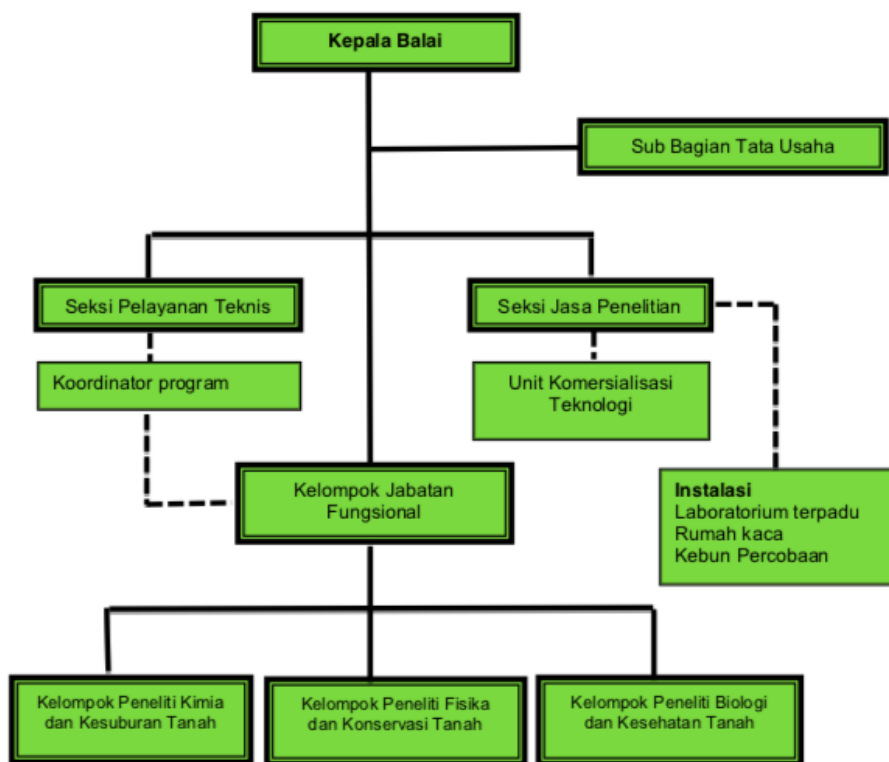 Kepala Balai
Sub Bagian Tata Usaha
Seksi Pelayanan Teknis
Seksi Jasa Penelitian
Koordinator program
Unit Komersialisasi
Teknologi
Kelompok Jabatan
Fungsional
Instalasi
Laboratorium terpadu
Rumah kaca
Kebun Percobaan
Kelompok Peneliti Kimia
dan Kesuburan Tanah
Kelompok Peneliti Fisika
dan Konservasi Tanah
Kelompok Peneliti Biologi
dan Kesehatan Tanah